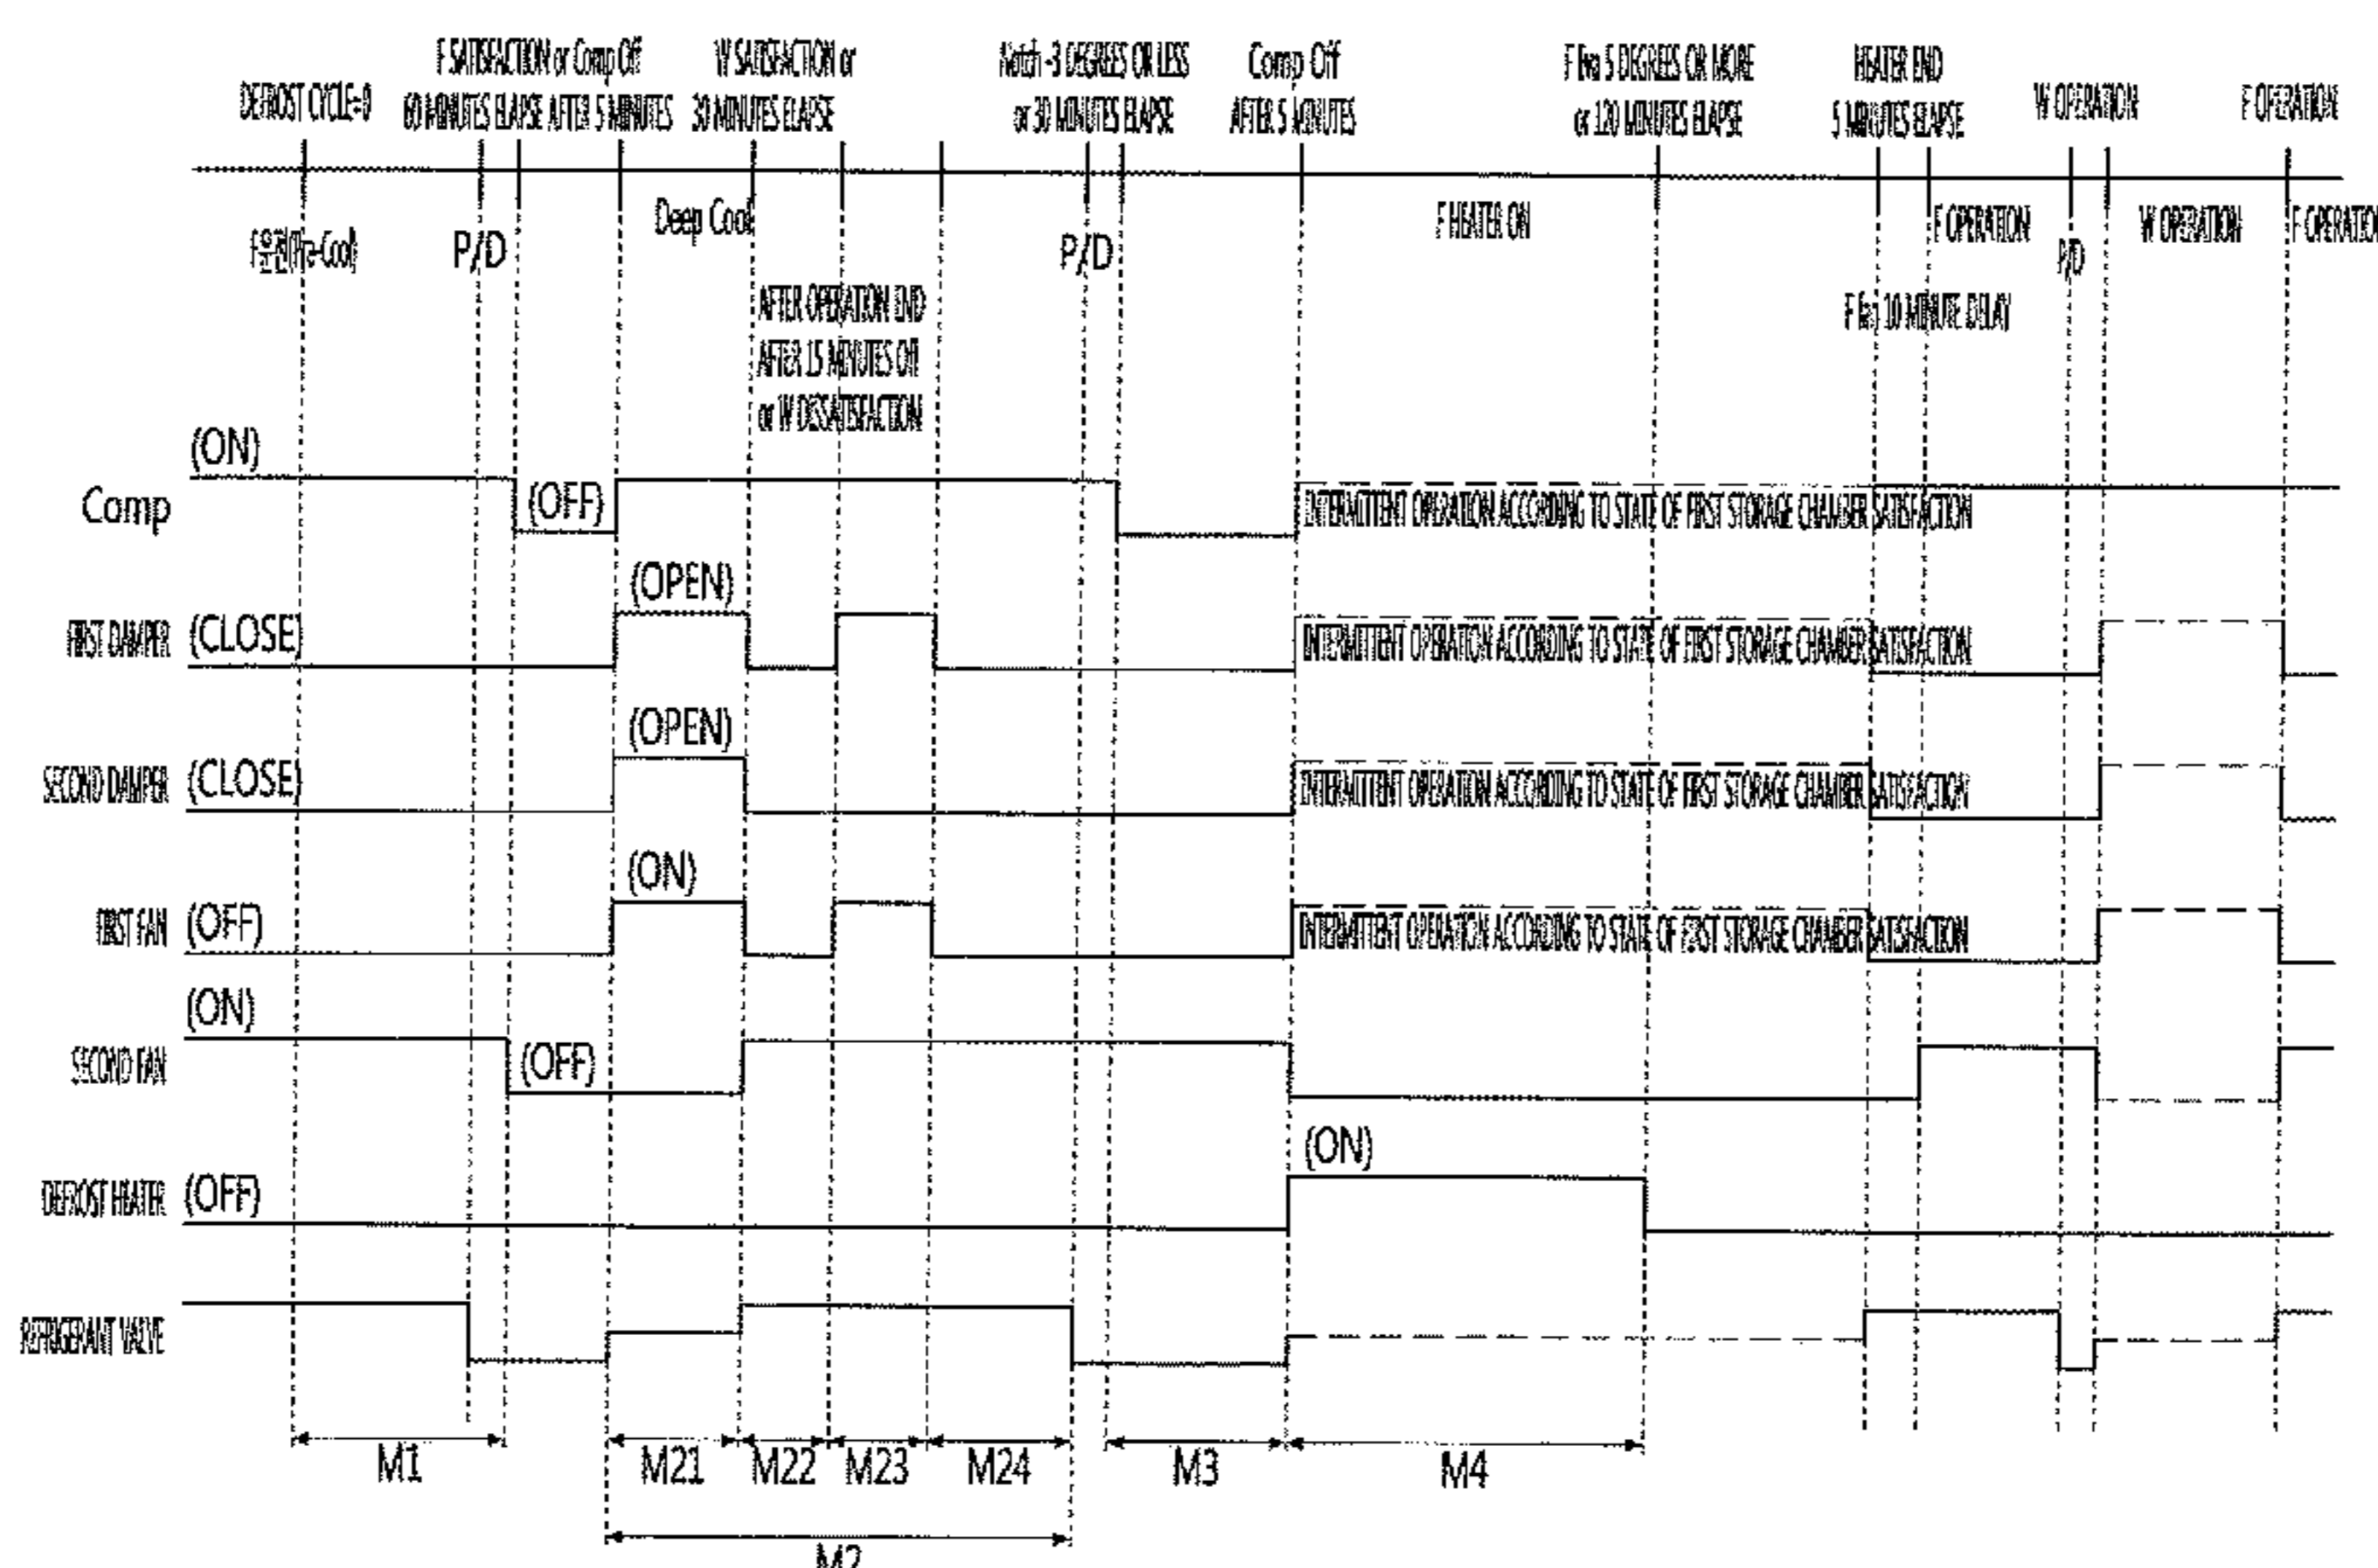 F SATISFACTION or Comp Off
W SATISFACTION or
Notch -3 DEGREES OR LESS
Comp Off
F Eva 5 DEGREES OR MORE
HEATER END
DEFROST CYCLE=0
60 MINUTES ELAPSE AFTER 5 MINUTES
30 MINUTES ELAPSE
or 30 MINUTES ELAPSE
AFTER 5 MINUTES
or 120 MINUTES ELAPSE
5 MINUTES ELAPSE
W OPERATION
F OPERATION
F운전(Pre-Cool)
P/D
Deep Cool
P/D
F HEATER ON
F OPERATION
P/D
W OPERATION
F OPERATION
AFTER OPERATION END
AFTER 15 MINUTES Off
or W DISSATISFACTION
F fan 10 MINUTE DELAY
Comp
(ON)
(OFF)
INTERMITTENT OPERATION ACCORDING TO STATE OF FIRST STORAGE CHAMBER SATISFACTION
FIRST DAMPER
(CLOSE)
(OPEN)
INTERMITTENT OPERATION ACCORDING TO STATE OF FIRST STORAGE CHAMBER SATISFACTION
SECOND DAMPER
(CLOSE)
(OPEN)
INTERMITTENT OPERATION ACCORDING TO STATE OF FIRST STORAGE CHAMBER SATISFACTION
FIRST FAN
(OFF)
(ON)
INTERMITTENT OPERATION ACCORDING TO STATE OF FIRST STORAGE CHAMBER SATISFACTION
SECOND FAN
(ON)
(OFF)
DEFROST HEATER
(OFF)
(ON)
REFRIGERANT VALVE
M1
M21
M22
M23
M24
M3
M4
M2